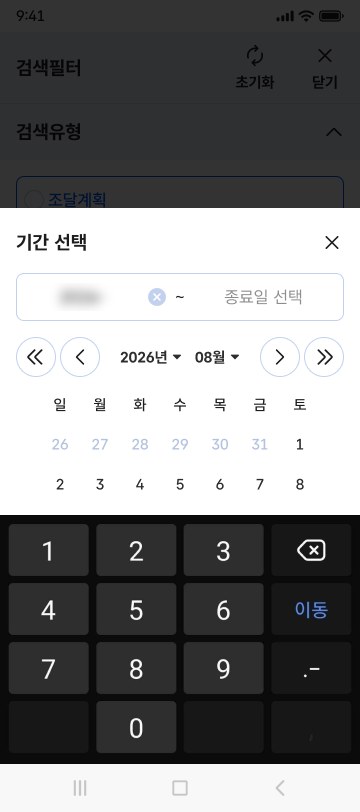 9:41
검색필터
초기화
닫기
검색유형
조달계획
기간 선택
~ 종료일 선택
2026년 08월
일 월 화 수 목 금 토
26 27 28 29 30 31 1
2 3 4 5 6 7 8
1 2 3
4 5 6 이동
7 8 9 .-
0